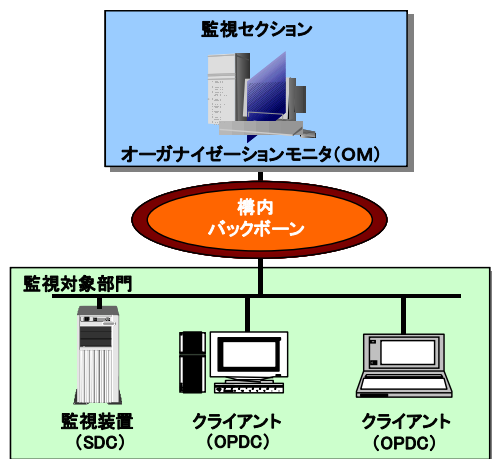 監視セクション
オーガナイゼーションモニタ(OM)
構内
バックボーン
監視対象部門
監視装置
(SDC)
クライアント
(OPDC)
クライアント
(OPDC)